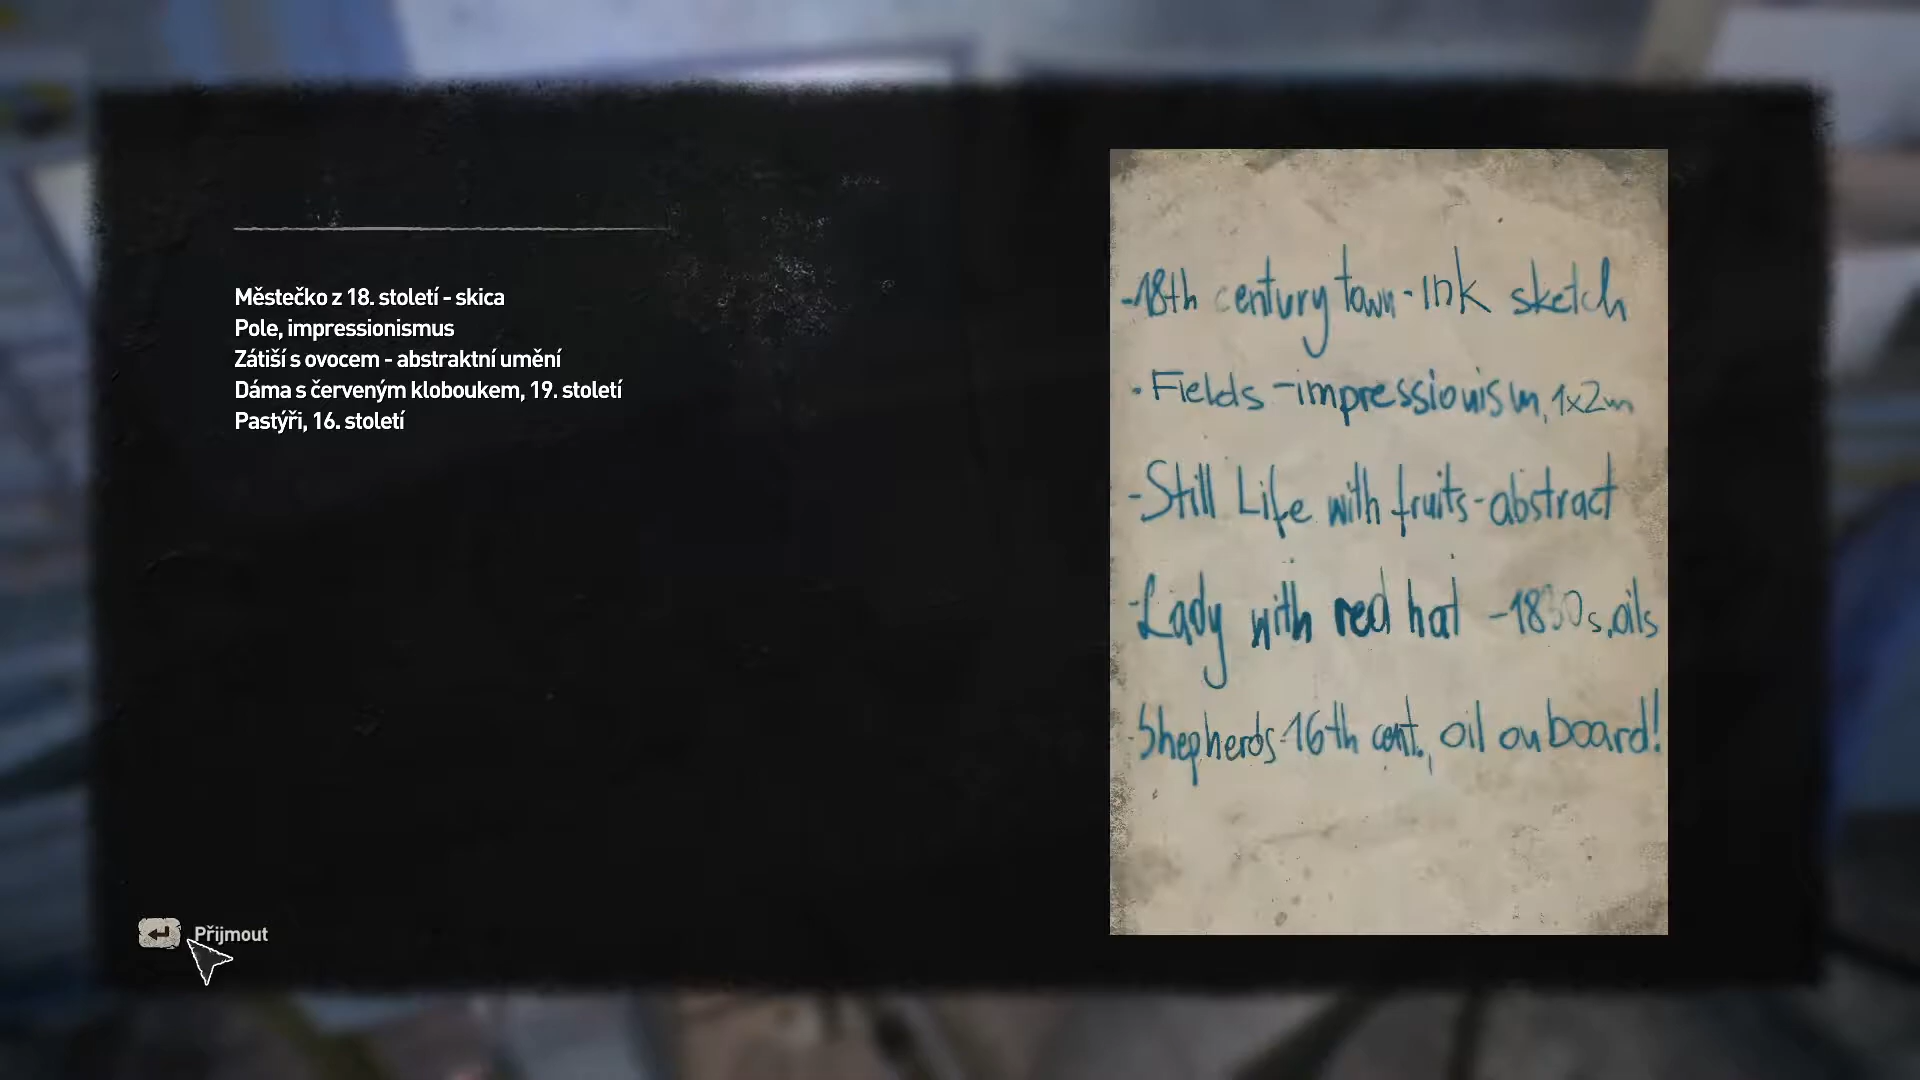 Městečko z 18. století - skica
Pole, impressionismus
Zátiší s ovocem - abstraktní umění
Dáma s červeným kloboukem, 19. století
Pastýři, 16. století
Přijmout
-18th century town - ink sketch
- Fields - impressionism, 1x2m
- Still Life with fruits - abstract
- Lady with red hat - 1830s, oils
- Shepherds - 16th cent., oil on board!